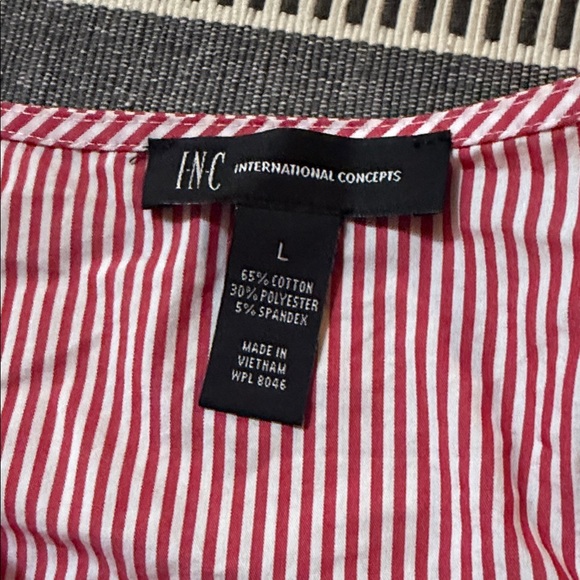 I·N·C INTERNATIONAL CONCEPTS
L
65% COTTON
30% POLYESTER
5% SPANDEX
MADE IN
VIETNAM
WPL 8046